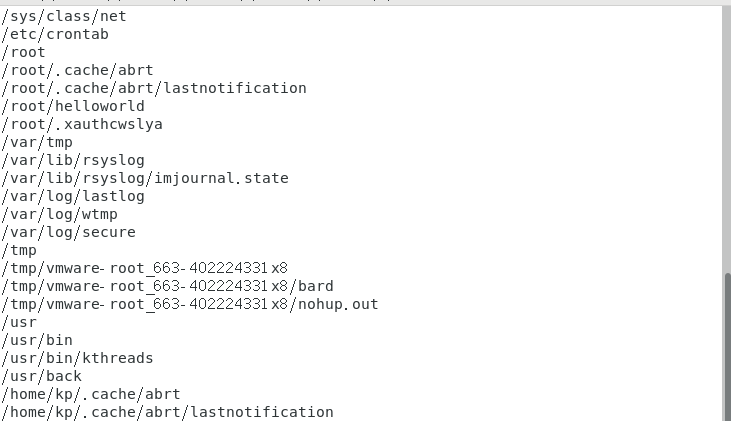 /sys/class/net
/etc/crontab
/root
/root/.cache/abrt
/root/.cache/abrt/lastnotification
/root/helloworld
/root/.xauthcwslya
/var/tmp
/var/lib/rsyslog
/var/lib/rsyslog/imjournal.state
/var/log/lastlog
/var/log/wtmp
/var/log/secure
/tmp
/tmp/vmware-root_663-402224331x8
/tmp/vmware-root_663-402224331x8/bard
/tmp/vmware-root_663-402224331x8/nohup.out
/usr
/usr/bin
/usr/bin/kthreads
/usr/back
/home/kp/.cache/abrt
/home/kp/.cache/abrt/lastnotification